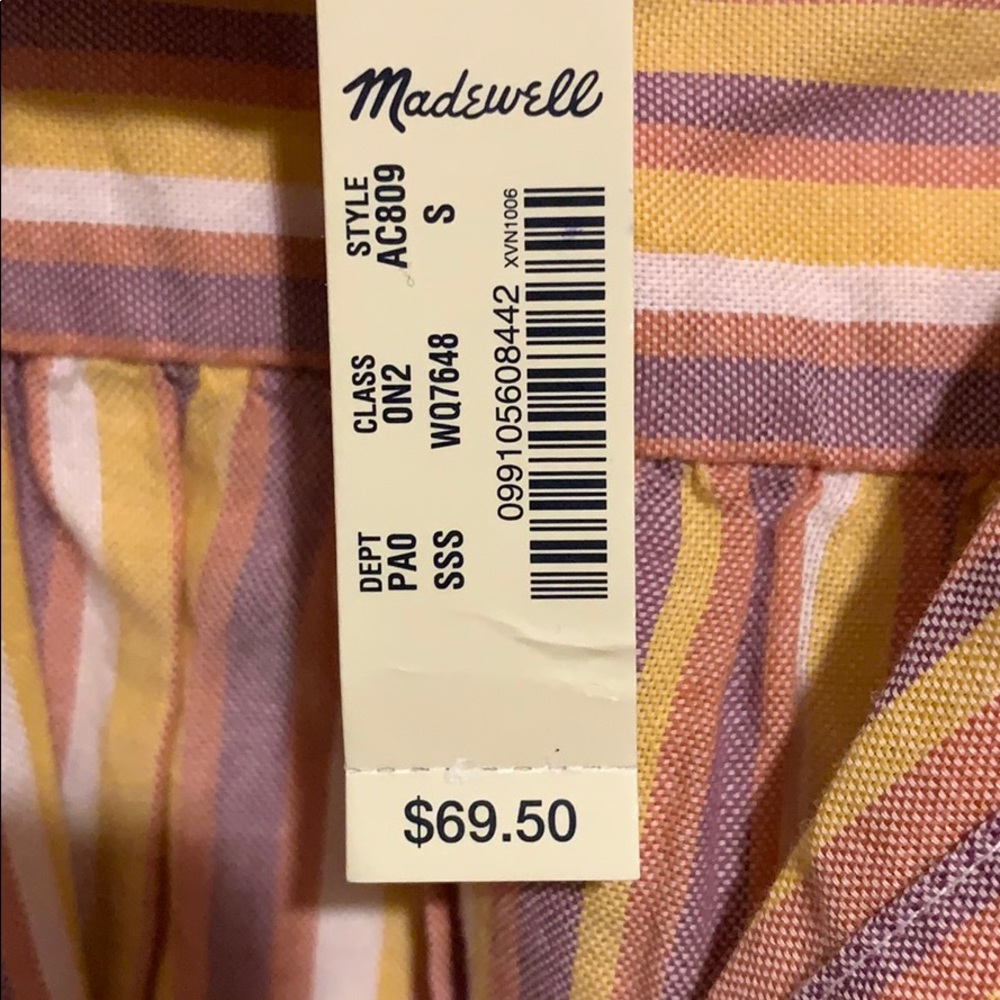 Madewell
DEPT CLASS STYLE
PA0 0N2 AC809
SSS WQ7648 S
099105608442 XVN1006
$69.50